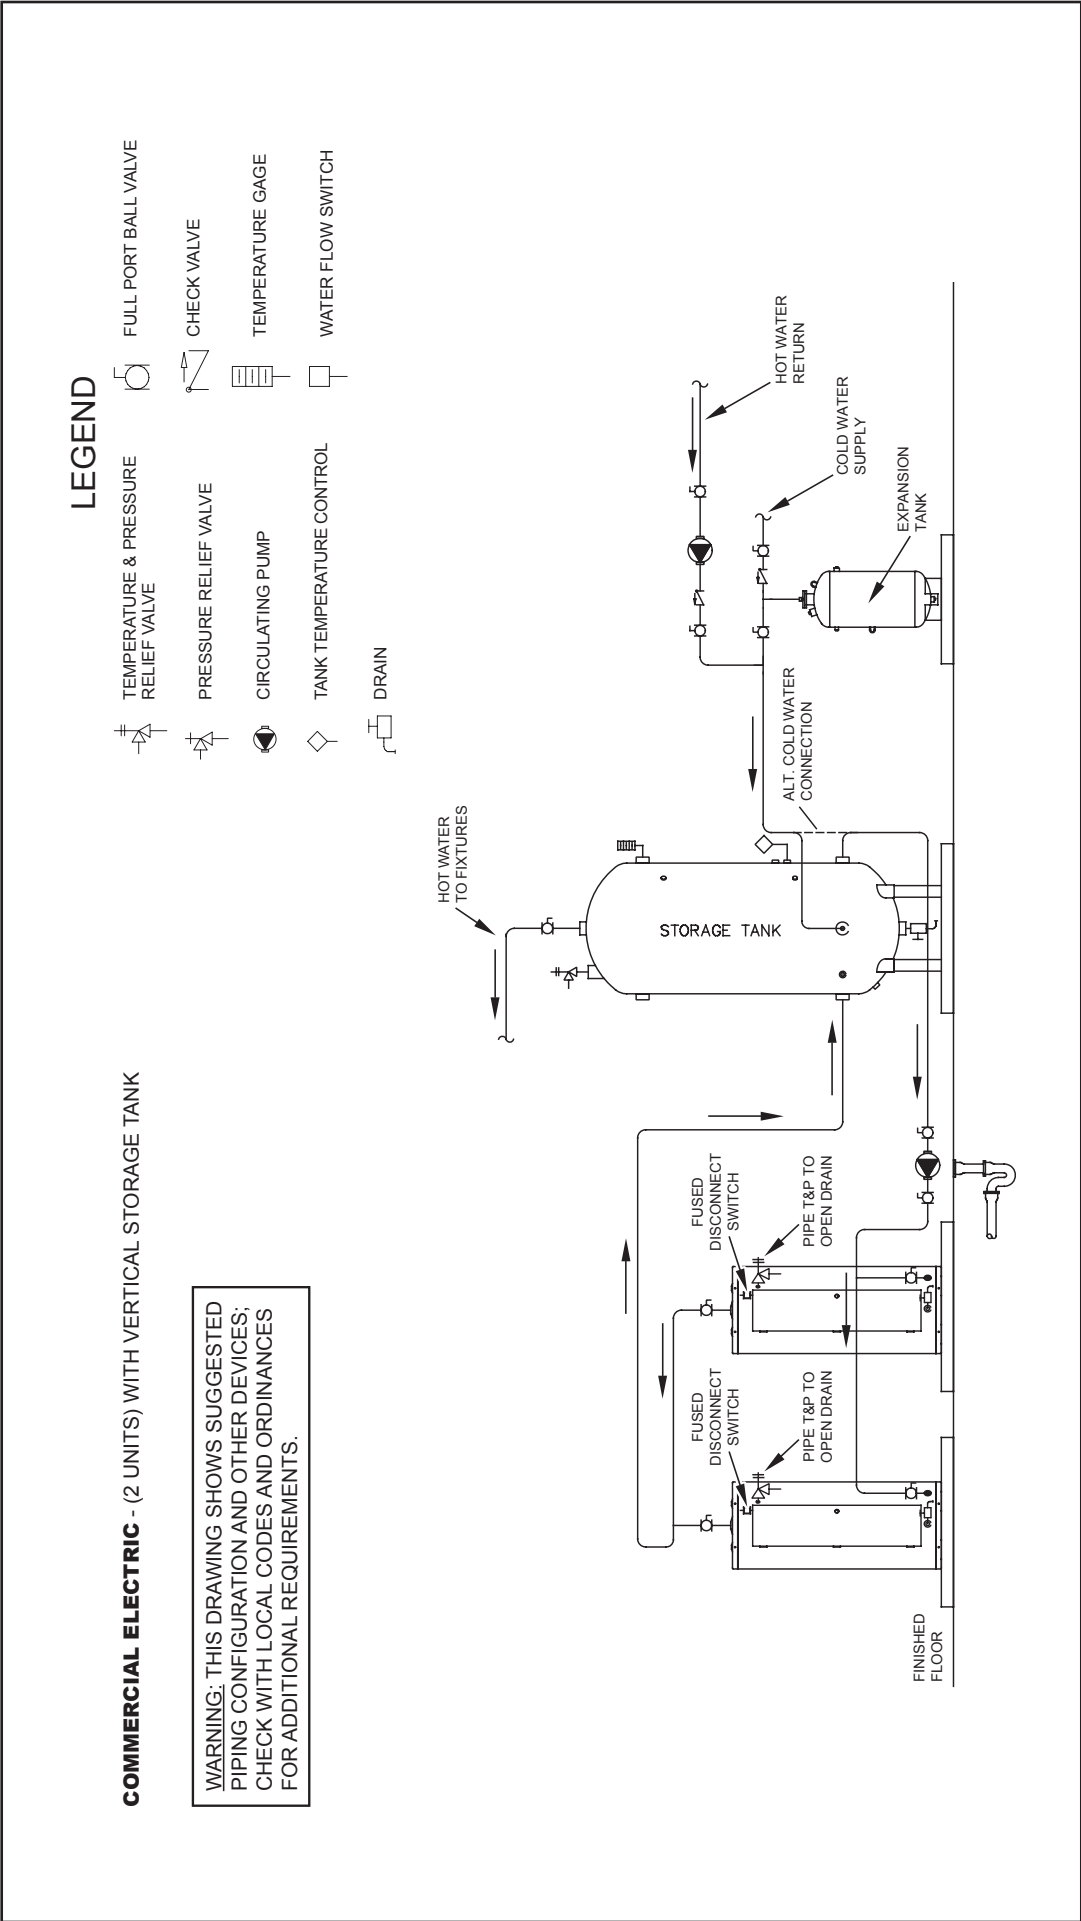 COMMERCIAL ELECTRIC - (2 UNITS) WITH VERTICAL STORAGE TANK
WARNING: THIS DRAWING SHOWS SUGGESTED
PIPING CONFIGURATION AND OTHER DEVICES;
CHECK WITH LOCAL CODES AND ORDINANCES
FOR ADDITIONAL REQUIREMENTS.
LEGEND
TEMPERATURE & PRESSURE
RELIEF VALVE
PRESSURE RELIEF VALVE
CIRCULATING PUMP
TANK TEMPERATURE CONTROL
DRAIN
FULL PORT BALL VALVE
CHECK VALVE
TEMPERATURE GAGE
WATER FLOW SWITCH
HOT WATER
TO FIXTURES
STORAGE TANK
HOT WATER
RETURN
COLD WATER
SUPPLY
EXPANSION
TANK
ALT. COLD WATER
CONNECTION
FUSED
DISCONNECT
SWITCH
PIPE T&P TO
OPEN DRAIN
FUSED
DISCONNECT
SWITCH
PIPE T&P TO
OPEN DRAIN
FINISHED
FLOOR